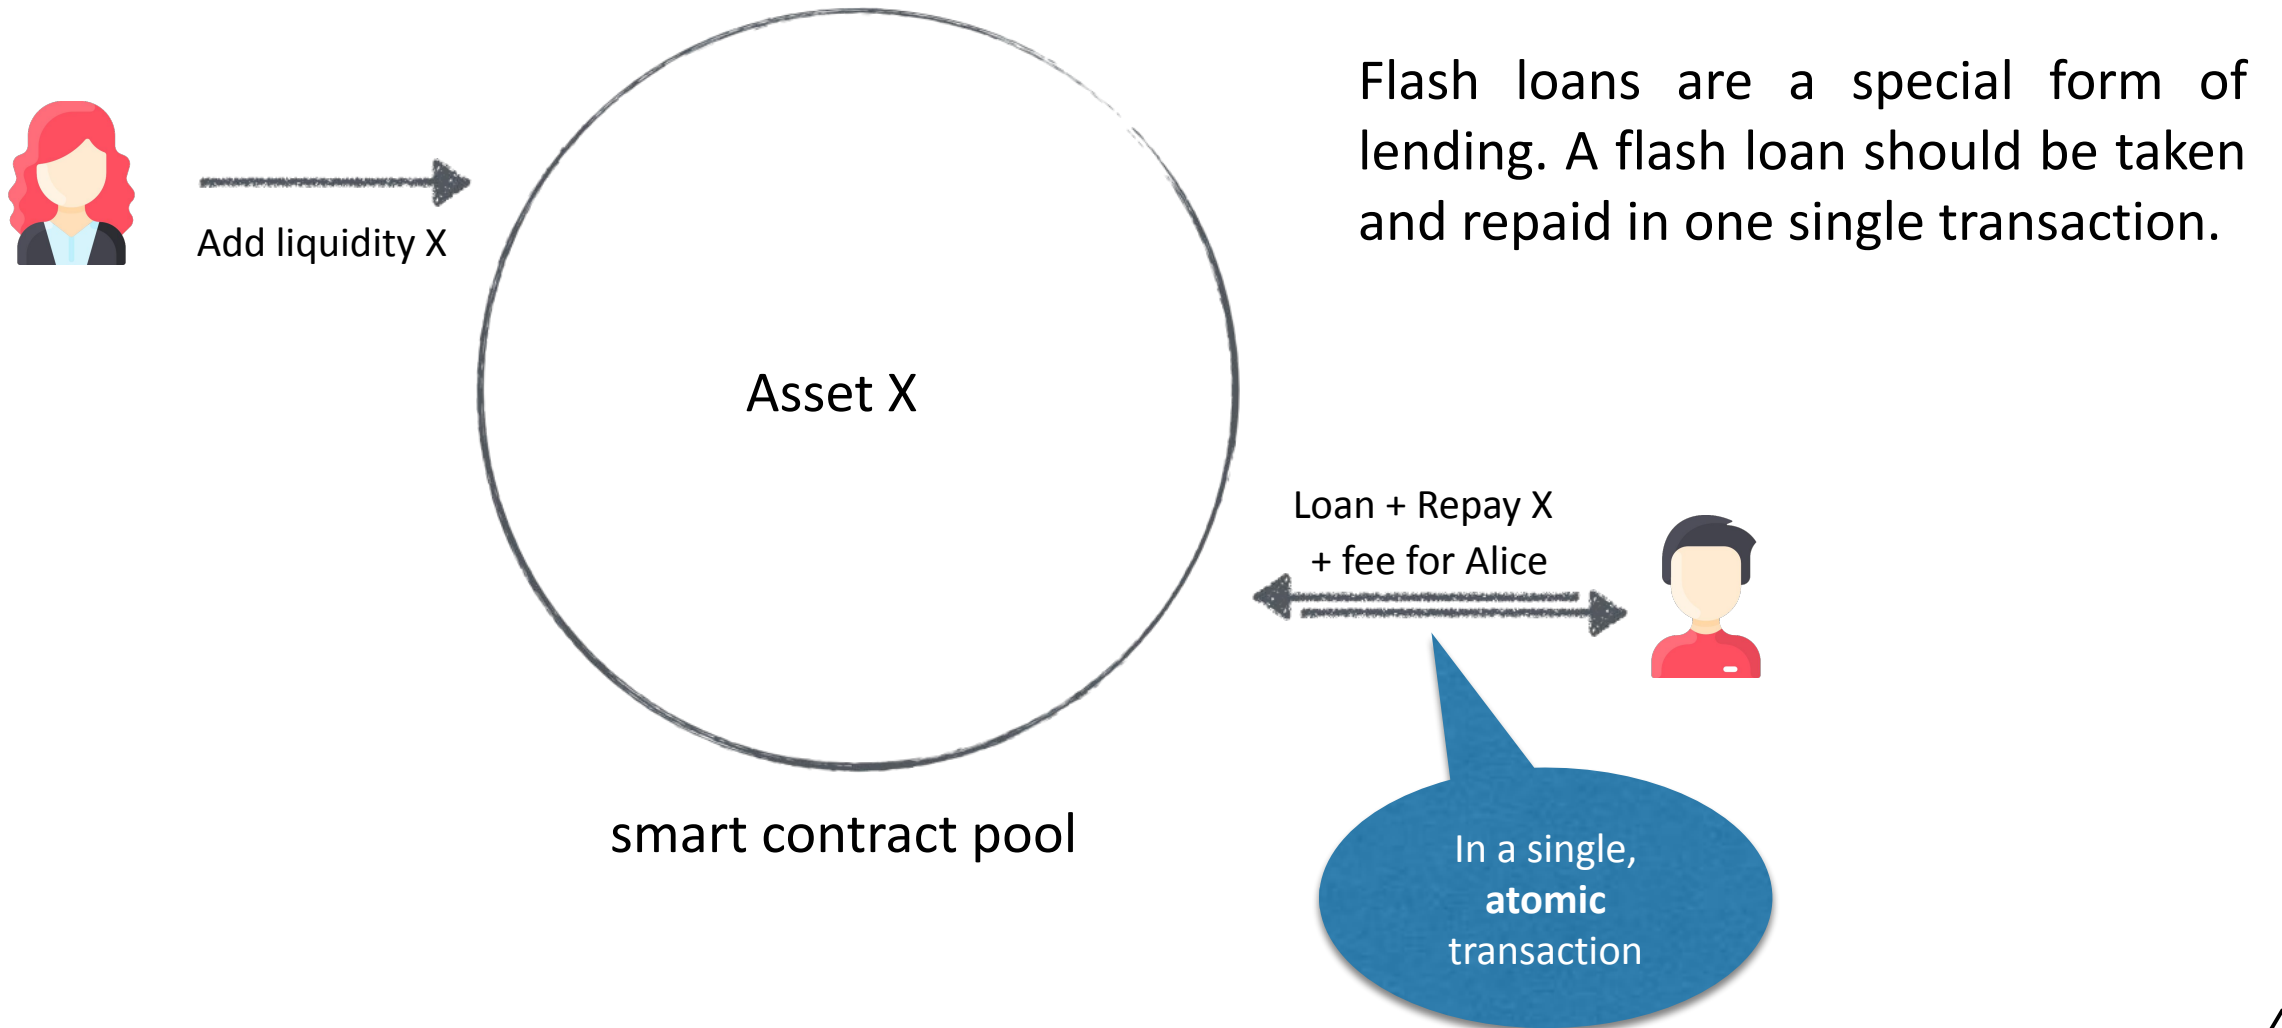 Flash loans are a special form of
lending. A flash loan should be taken
and repaid in one single transaction.
Add liquidity X
Asset X
Loan + Repay X
+ fee for Alice
smart contract pool
In a single,
atomic
transaction